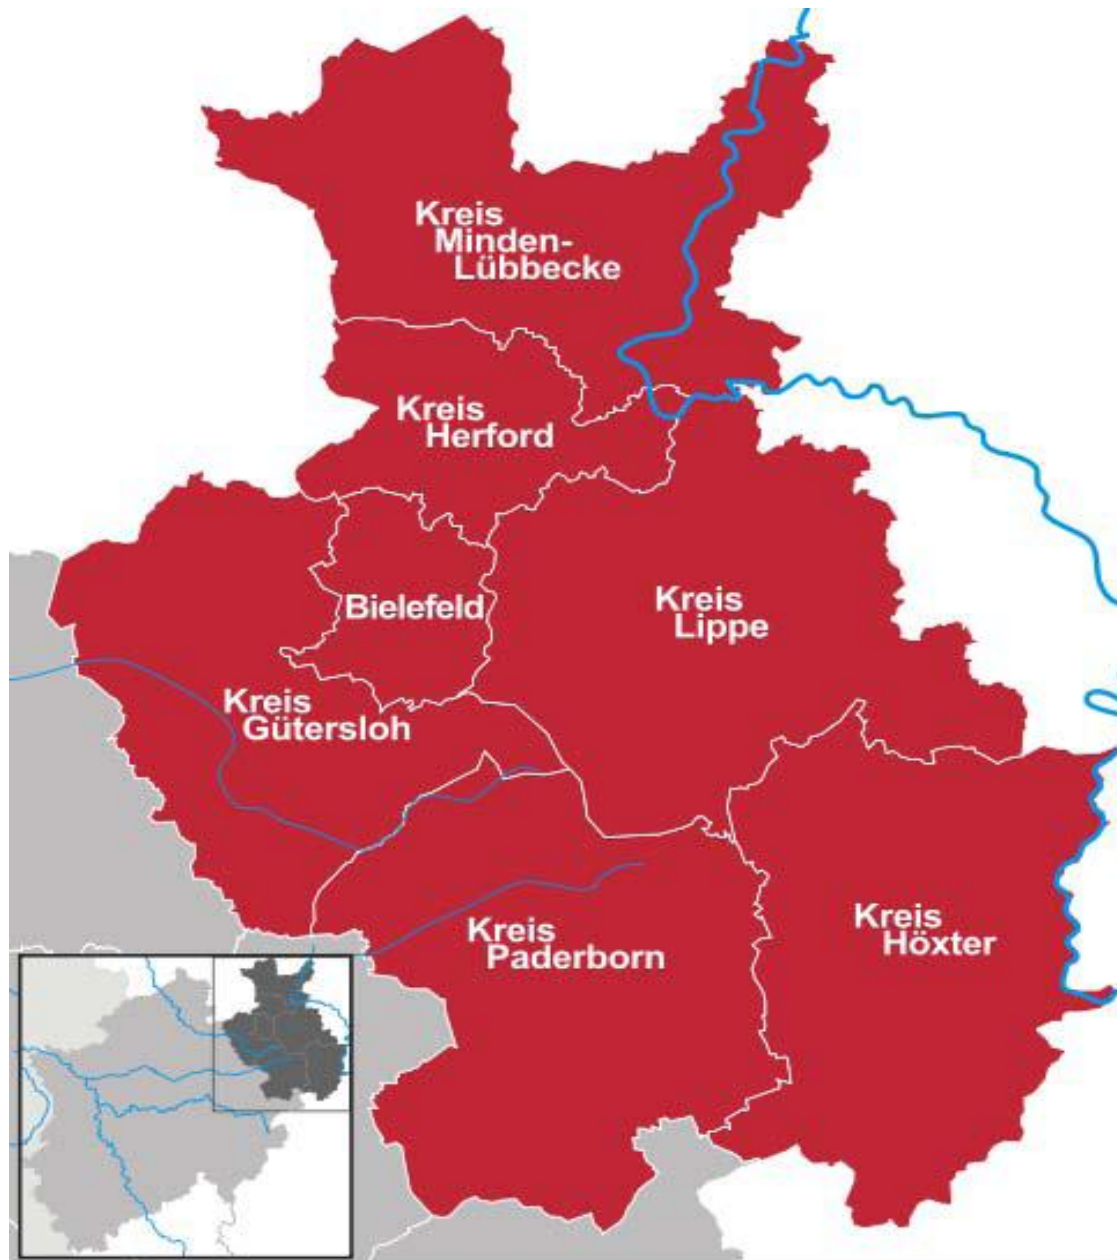 Kreis
Minden-
Lübbecke
Kreis
Herford
Bielefeld
Kreis
Lippe
Kreis
Gütersloh
Kreis
Höxter
Kreis
Paderborn